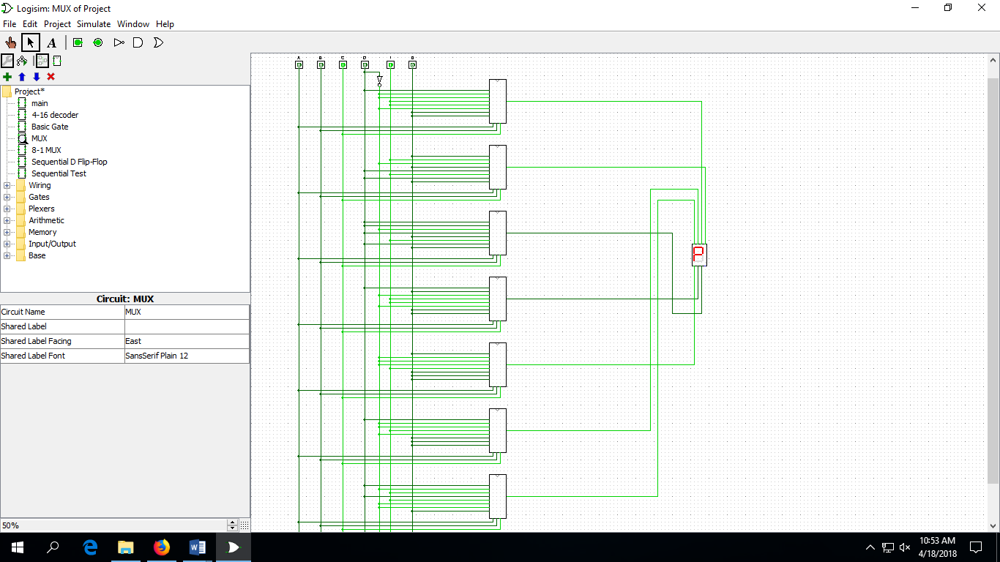 Logisim: MUX of Project
File Edit Project Simulate Window Help
A
A B C D 1 0
0 0 1 0 1 0
Project*
main
4-16 decoder
Basic Gate
MUX
8-1 MUX
Sequential D Flip-Flop
Sequential Test
Wiring
Gates
Plexers
Arithmetic
Memory
Input/Output
Base
Circuit: MUX
Circuit Name MUX
Shared Label
Shared Label Facing East
Shared Label Font SansSerif Plain 12
50%
10:53 AM
4/18/2018